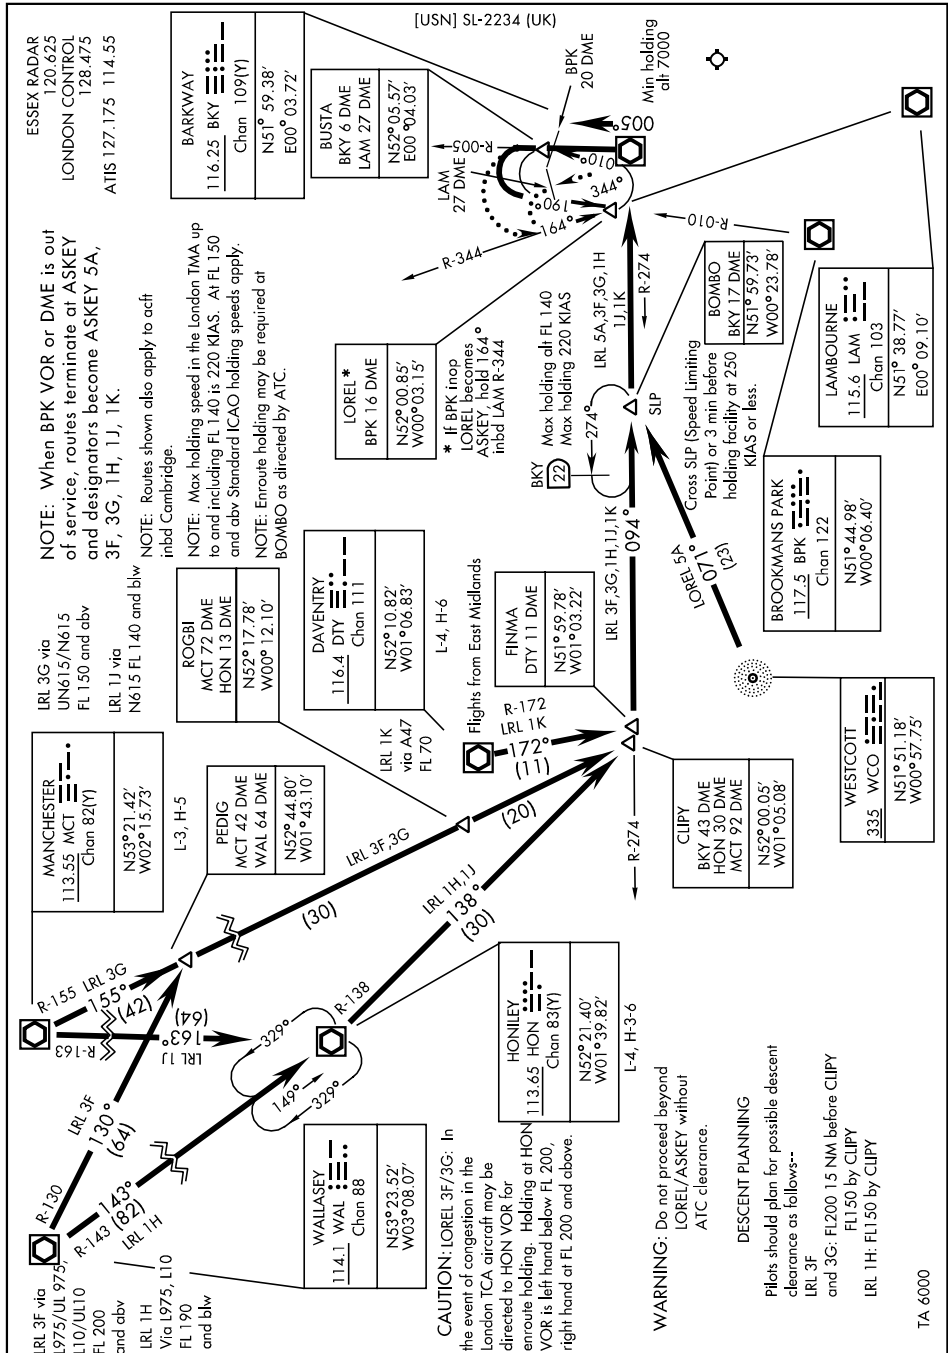 [USN] SL-2234 (UK)
ESSEX RADAR
120.625
LONDON CONTROL
128.475
ATIS 127.175 114.55
NOTE: When BPK VOR or DME is out
of service, routes terminate at ASKEY
and designators become ASKEY 5A,
3F, 3G, 1H, 1J, 1K.
NOTE: Routes shown also apply to acft
inbd Cambridge.
NOTE: Max holding speed in the London TMA up
to and including FL 140 is 220 KIAS. At FL 150
and abv Standard ICAO holding speeds apply.
NOTE: Enroute holding may be required at
BOMBO as directed by ATC.
LRL 3G via
UN615/N615
FL 150 and abv
LRL 1J via
N615 FL 140 and blw
BARKWAY
116.25 BKY
Chan 109(Y)
N51° 59.38'
E00° 03.72'
BUSTA
BKY 6 DME
LAM 27 DME
N52° 05.57'
E00° 04.03'
BPK
20 DME
Min holding
alt 7000
005°
R-005
010°
LAM
27 DME
190°
344°
164°
R-344
R-010
LOREL *
BPK 16 DME
N52° 00.85'
W00° 03.15'
* If BPK inop
LOREL becomes
ASKEY, hold 164°
inbd LAM R-344
LRL 5A,3F,3G,1H
1J,1K
R-274
Max holding alt FL 140
Max holding 220 KIAS
BKY
22
274°
SLP
BOMBO
BKY 17 DME
N51° 59.73'
W00° 23.78'
Cross SLP (Speed Limiting
Point) or 3 min before
holding facility at 250
KIAS or less.
LAMBOURNE
115.6 LAM
Chan 103
N51° 38.77'
E00° 09.10'
BROOKMANS PARK
117.5 BPK
Chan 122
N51° 44.98'
W00° 06.40'
LRL 3F,3G,1H,1J,1K
094°
LOREL 5A
071°
(23)
WESTCOTT
335 WCO
N51° 51.18'
W00° 57.75'
ROGBI
MCT 72 DME
HON 13 DME
N52° 17.78'
W00° 12.10'
DAVENTRY
116.4 DTY
Chan 111
N52° 10.82'
W01° 06.83'
L-4, H-6
LRL 1K
via A47
FL 70
Flights from East Midlands
R-172
LRL 1K
172°
(11)
FINMA
DTY 11 DME
N51° 59.78'
W01° 03.22'
CLIPY
BKY 43 DME
HON 30 DME
MCT 92 DME
N52° 00.05'
W01° 05.08'
R-274
MANCHESTER
113.55 MCT
Chan 82(Y)
N53° 21.42'
W02° 15.73'
L-3, H-5
PEDIG
MCT 42 DME
WAL 64 DME
N52° 44.80'
W01° 43.10'
R-155 LRL 3G
155°
(42)
LRL 3F,3G
(30)
(20)
R-163
163°
(64)
LRL 1J
LRL 1H,1J
138°
(30)
R-138
329°
149°
329°
HONILEY
113.65 HON
Chan 83(Y)
N52° 21.40'
W01° 39.82'
L-4, H-3-6
R-130
LRL 3F
130°
(64)
R-143
143°
(82)
LRL 1H
WALLASEY
114.1 WAL
Chan 88
N53° 23.52'
W03° 08.07'
LRL 3F via
L975/UL 975,
L10/UL10
FL 200
and abv
LRL 1H
Via L975, L10
FL 190
and blw
CAUTION: LOREL 3F/3G: In
the event of congestion in the
London TCA aircraft may be
directed to HON VOR for
enroute holding. Holding at HON
VOR is left hand below FL 200,
right hand at FL 200 and above.
WARNING: Do not proceed beyond
LOREL/ASKEY without
ATC clearance.
DESCENT PLANNING
Pilots should plan for possible descent
clearance as follows--
LRL 3F
and 3G: FL200 15 NM before CLIPY
FL150 by CLIPY
LRL 1H: FL150 by CLIPY
TA 6000